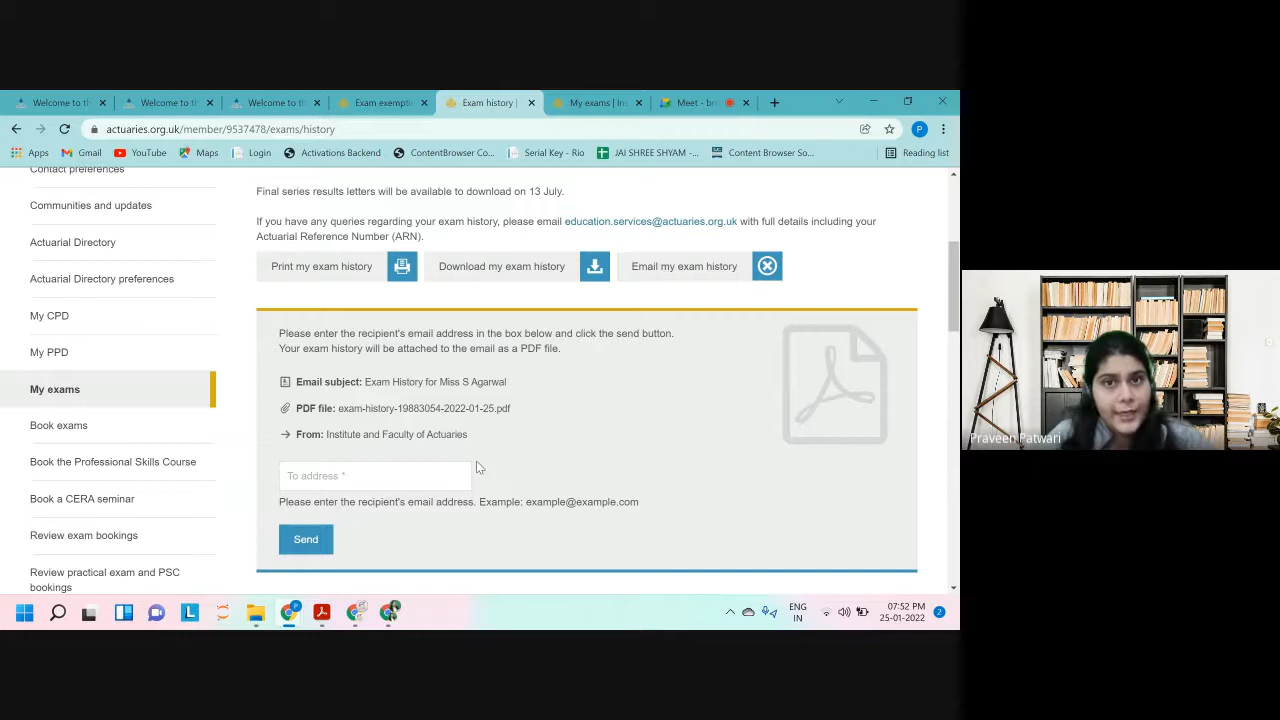 Welcome to th
Welcome to th
Welcome to th
Exam exempti
Exam history |
My exams | Ins
Meet - bn
actuaries.org.uk/member/9537478/exams/history
Apps
Gmail
YouTube
Maps
Login
Activations Backend
ContentBrowser Co...
Serial Key - Rio
JAI SHREE SHYAM -...
Content Browser So...
Reading list
Contact preferences
Communities and updates
Actuarial Directory
Actuarial Directory preferences
My CPD
My PPD
My exams
Book exams
Book the Professional Skills Course
Book a CERA seminar
Review exam bookings
Review practical exam and PSC
bookings
Final series results letters will be available to download on 13 July.
If you have any queries regarding your exam history, please email education.services@actuaries.org.uk with full details including your
Actuarial Reference Number (ARN).
Print my exam history
Download my exam history
Email my exam history
Please enter the recipient's email address in the box below and click the send button.
Your exam history will be attached to the email as a PDF file.
Email subject: Exam History for Miss S Agarwal
PDF file: exam-history-19883054-2022-01-25.pdf
From: Institute and Faculty of Actuaries
To address *
Please enter the recipient's email address. Example: example@example.com
Send
Praveen Patwari
ENG
IN
07:52 PM
25-01-2022
2